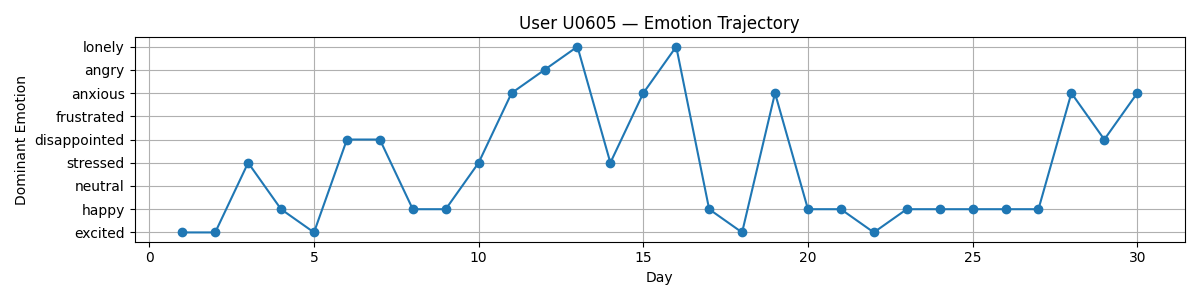 User U0605 — Emotion Trajectory
Dominant Emotion
lonely
angry
anxious
frustrated
disappointed
stressed
neutral
happy
excited
0 5 10 15 20 25 30
Day